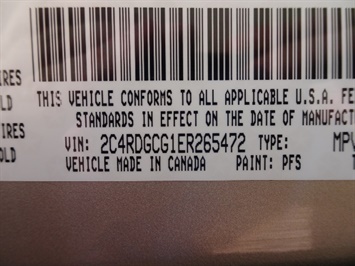 IRES
THIS VEHICLE CONFORMS TO ALL APPLICABLE U.S.A. FE
OLD
STANDARDS IN EFFECT ON THE DATE OF MANUFACT
IRES
VIN: 2C4RDGCG1ER265472 TYPE: MPV
OLD
VEHICLE MADE IN CANADA PAINT: PFS